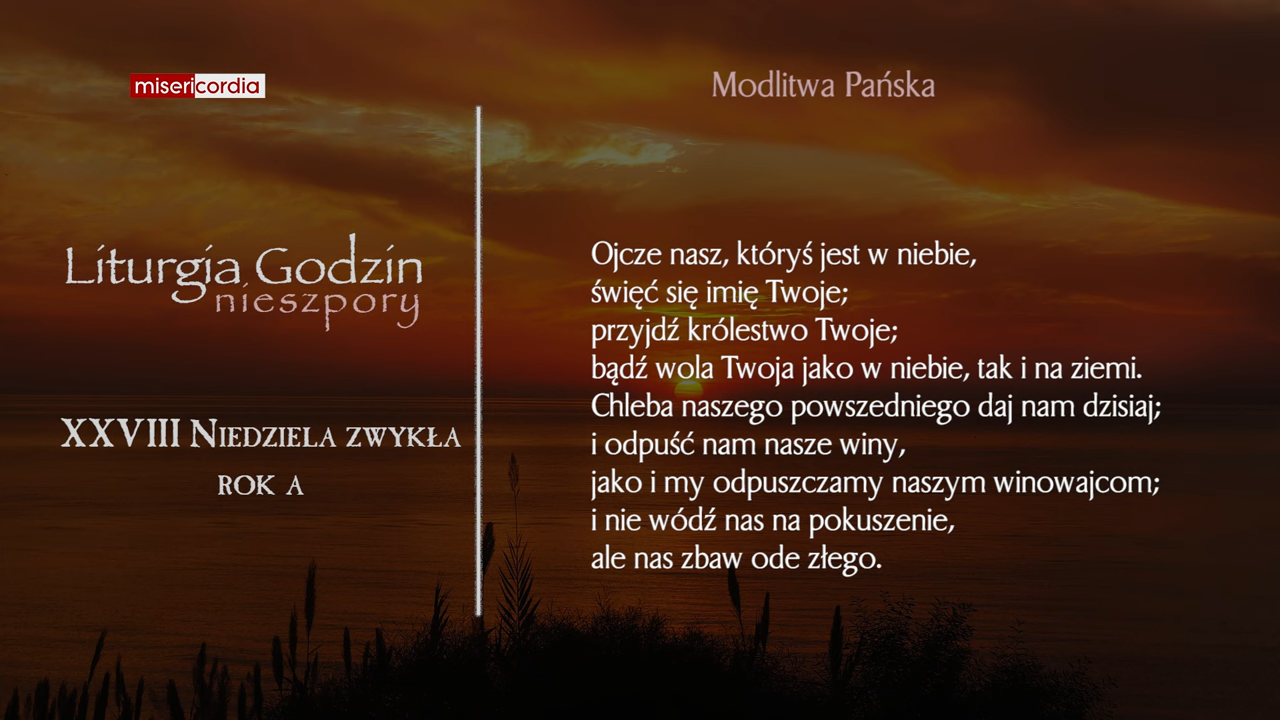 misericordia
Liturgia Godzin
nieszpory
XXVIII Niedziela zwykła
rok a
Modlitwa Pańska
Ojcze nasz, któryś jest w niebie,
święć się imię Twoje;
przyjdź królestwo Twoje;
bądź wola Twoja jako w niebie, tak i na ziemi.
Chleba naszego powszedniego daj nam dzisiaj;
i odpuść nam nasze winy,
jako i my odpuszczamy naszym winowajcom;
i nie wódź nas na pokuszenie,
ale nas zbaw ode złego.